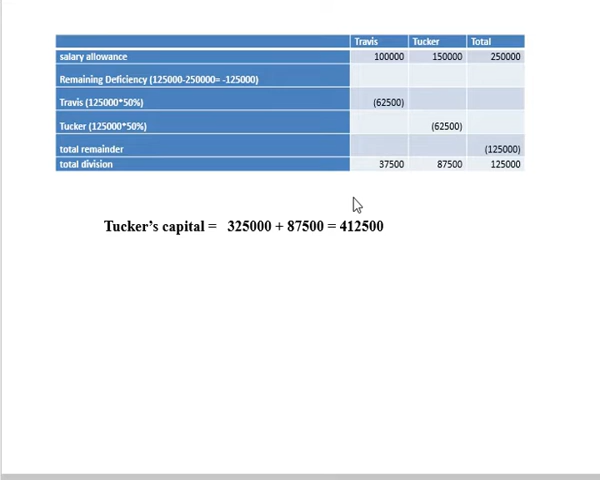 Travis Tucker Total
salary allowance 100000 150000 250000
Remaining Deficiency (125000-250000= -125000)
Travis (125000*50%) (62500)
Tucker (125000*50%) (62500)
total remainder (125000)
total division 37500 87500 125000
Tucker’s capital = 325000 + 87500 = 412500